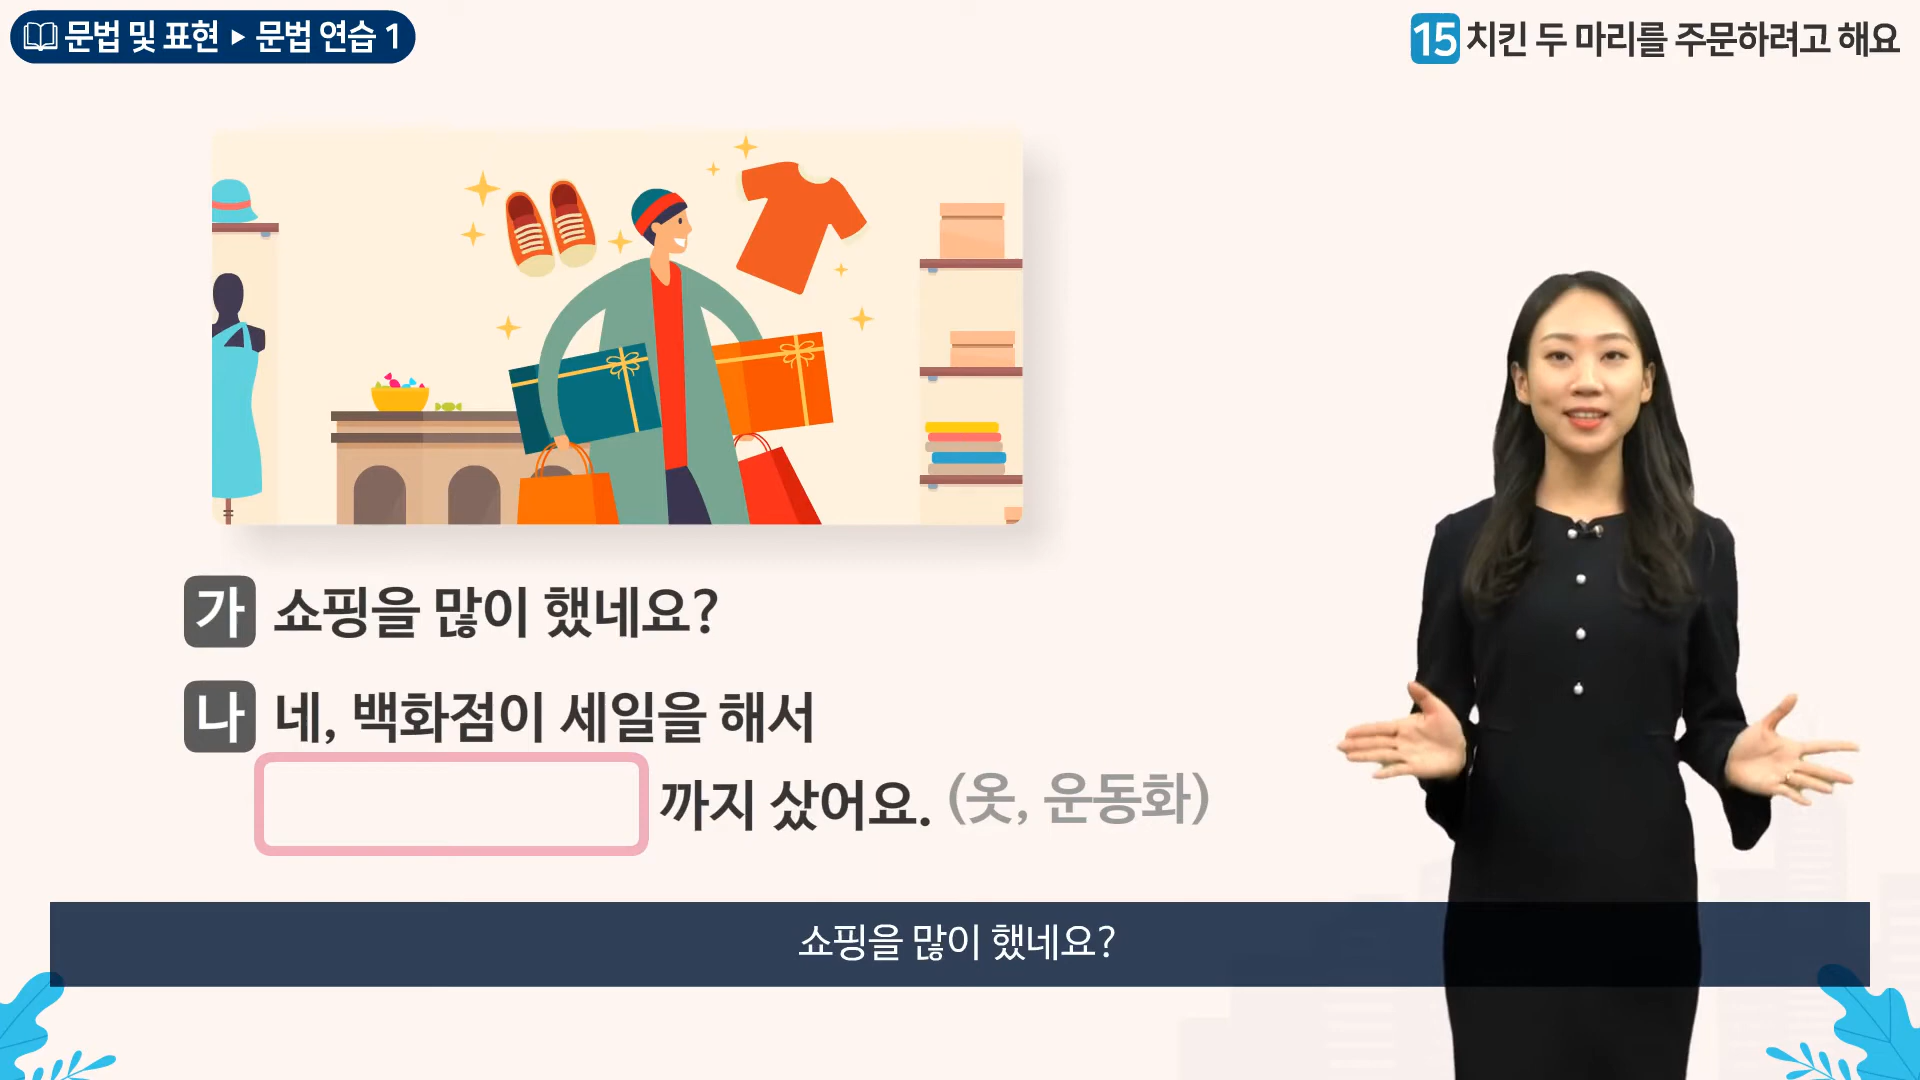 문법 및 표현 ▶ 문법 연습 1
15 치킨 두 마리를 주문하려고 해요
가 쇼핑을 많이 했네요?
나 네, 백화점이 세일을 해서
까지 샀어요. (옷, 운동화)
쇼핑을 많이 했네요?